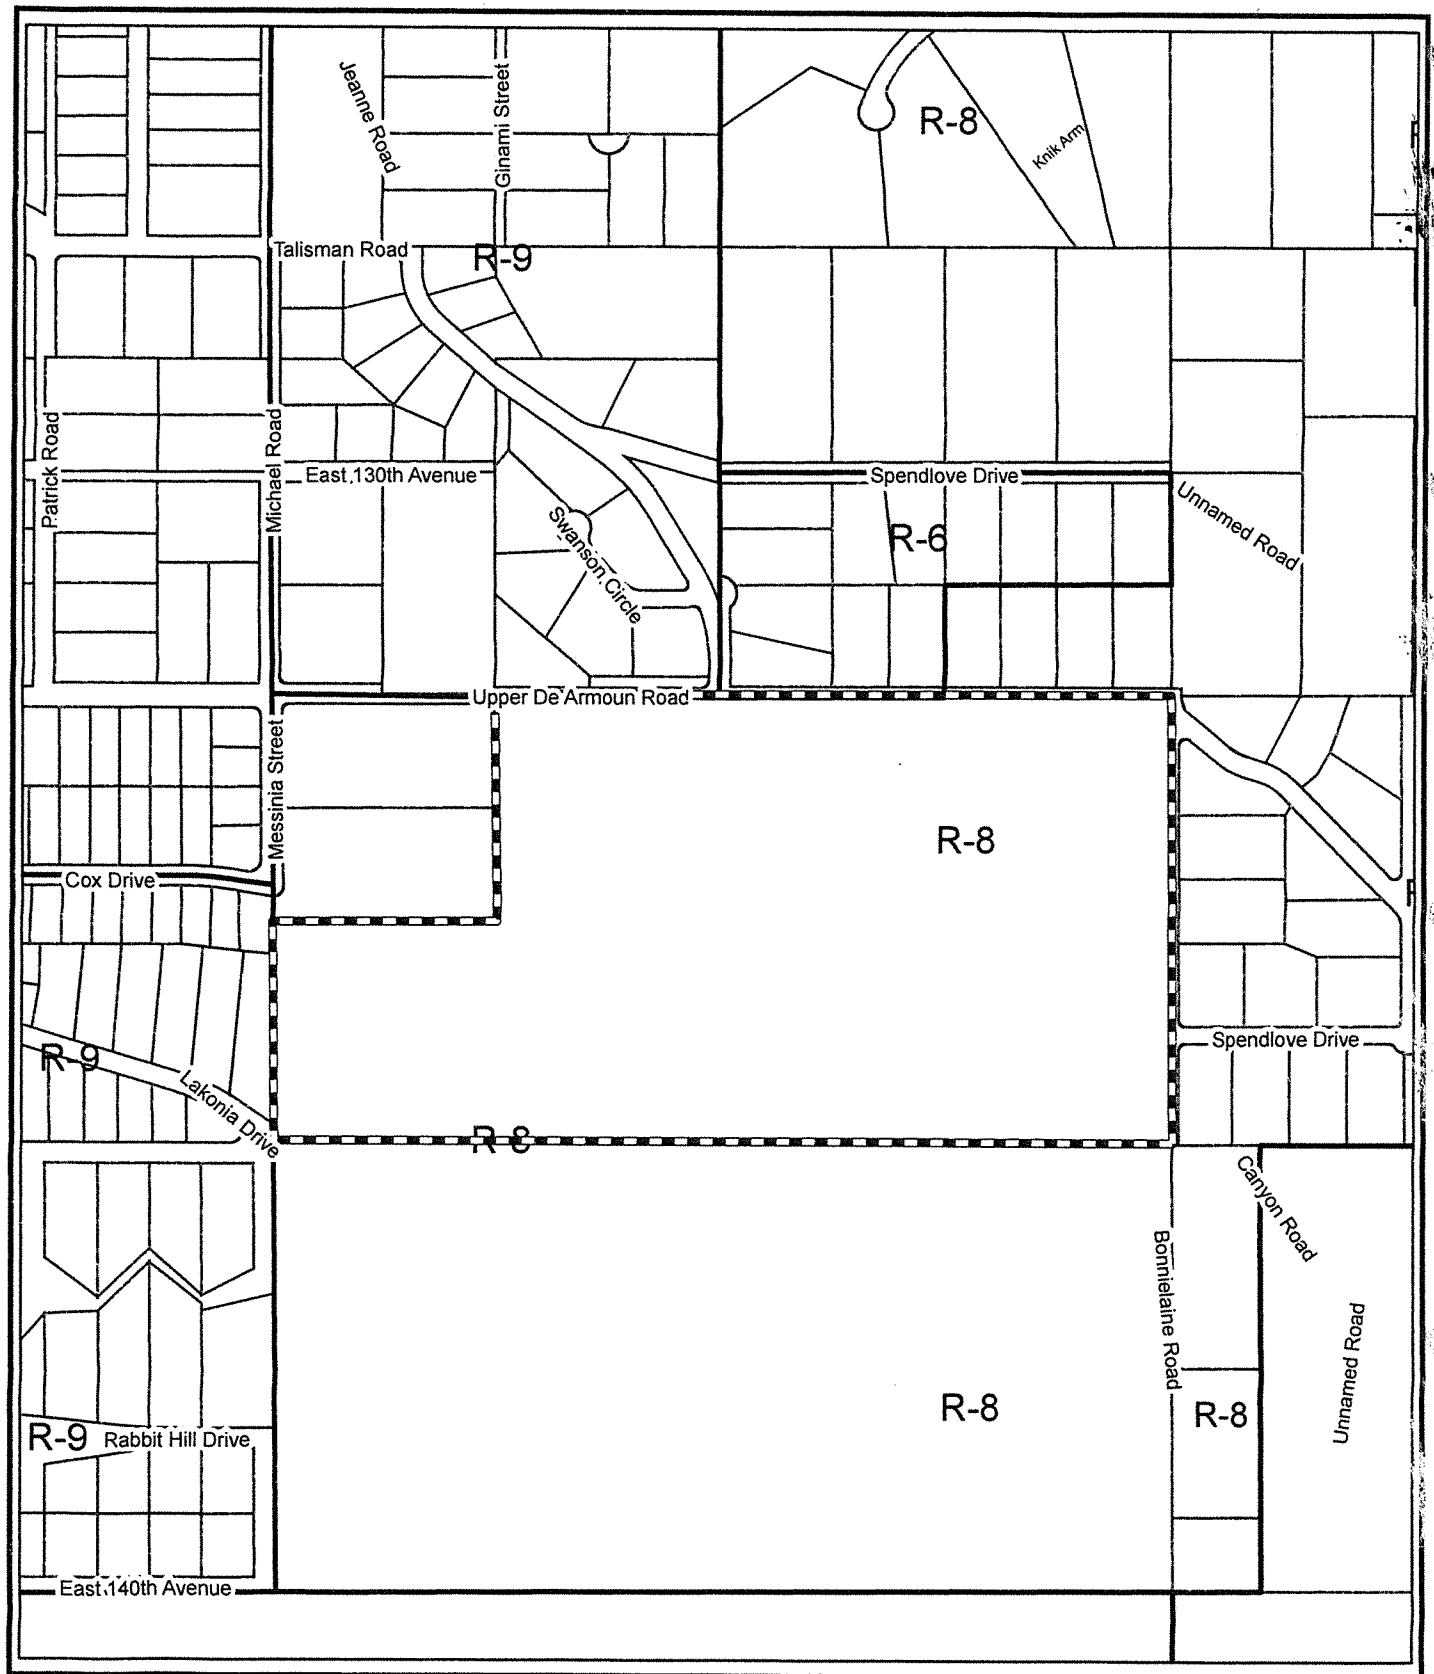 Jeanne Road
Ginami Street
R-8
Knik Arm
Talisman Road
R-9
Patrick Road
Michael Road
East 130th Avenue
Spendlove Drive
Unnamed Road
Swanson Circle
R-6
Upper De Armoun Road
Messinia Street
R-8
Cox Drive
Spendlove Drive
R-9
Lakonia Drive
R-8
Canyon Road
Bonnielaine Road
Unnamed Road
R-8
R-8
R-9
Rabbit Hill Drive
East 140th Avenue